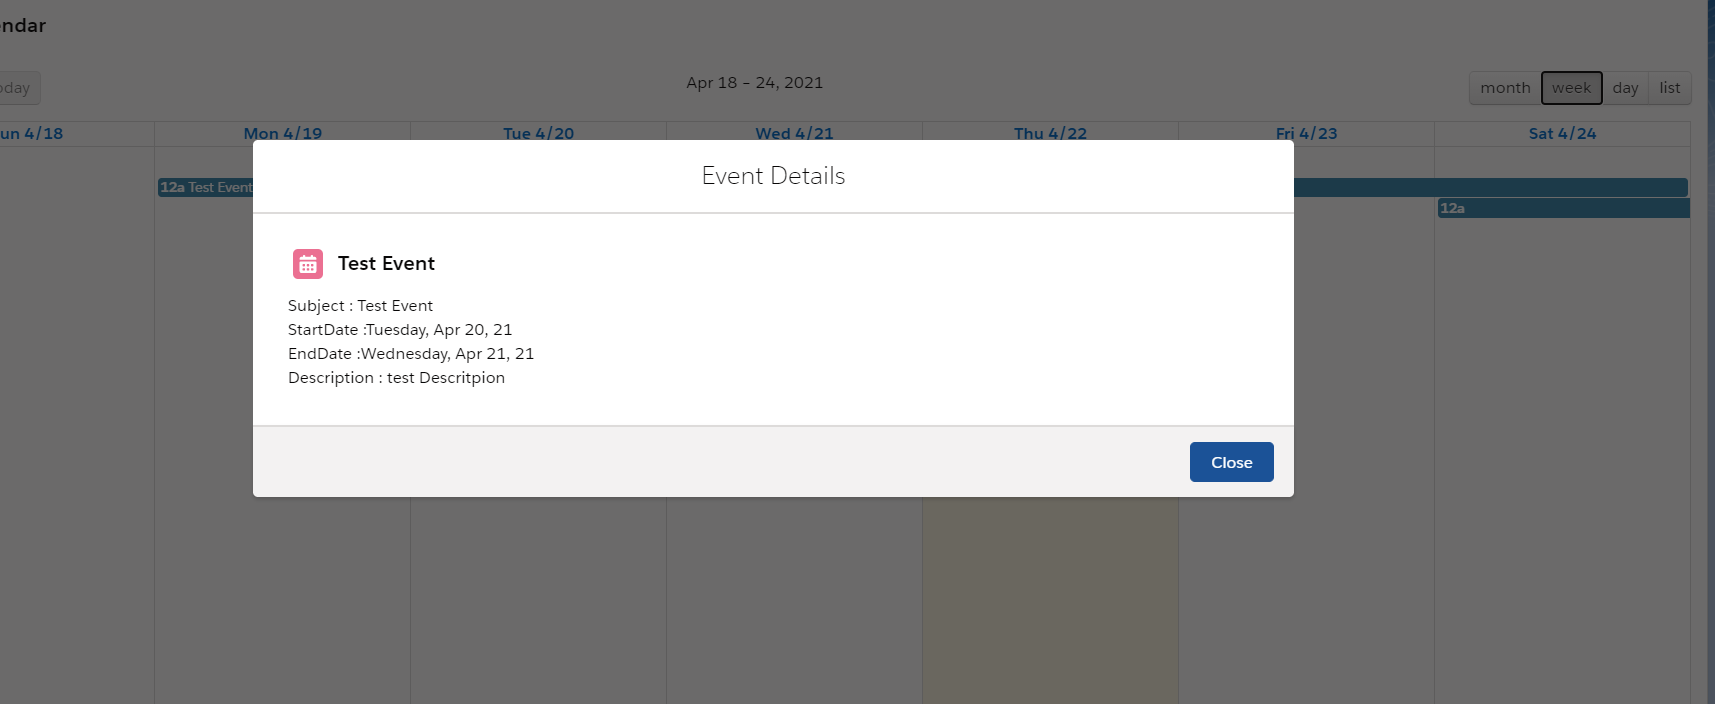 ndar
oday
Apr 18 – 24, 2021
month week day list
un 4/18 Mon 4/19 Tue 4/20 Wed 4/21 Thu 4/22 Fri 4/23 Sat 4/24
12a Test Event
12a
Event Details
Test Event
Subject : Test Event
StartDate :Tuesday, Apr 20, 21
EndDate :Wednesday, Apr 21, 21
Description : test Descritpion
Close